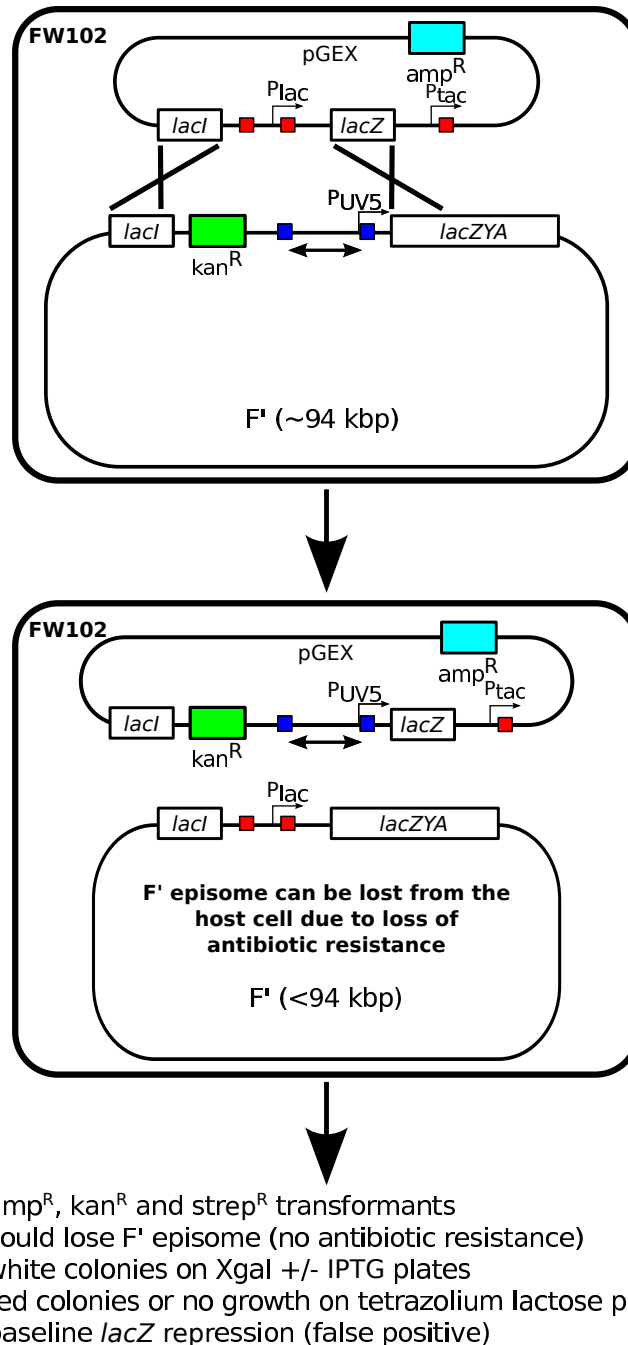 FW102
pGEX
ampR
Plac
Ptac
lacI
lacZ
PUV5
lacI
lacZYA
kanR
F' (~94 kbp)
FW102
pGEX
ampR
PUV5
Ptac
lacI
lacZ
kanR
Plac
lacI
lacZYA
F' episome can be lost from the
host cell due to loss of
antibiotic resistance
F' (<94 kbp)
mpᴿ, kanᴿ and strepᴿ transformants
ould lose F' episome (no antibiotic resistance)
white colonies on Xgal +/- IPTG plates
ed colonies or no growth on tetrazolium lactose p
baseline lacZ repression (false positive)